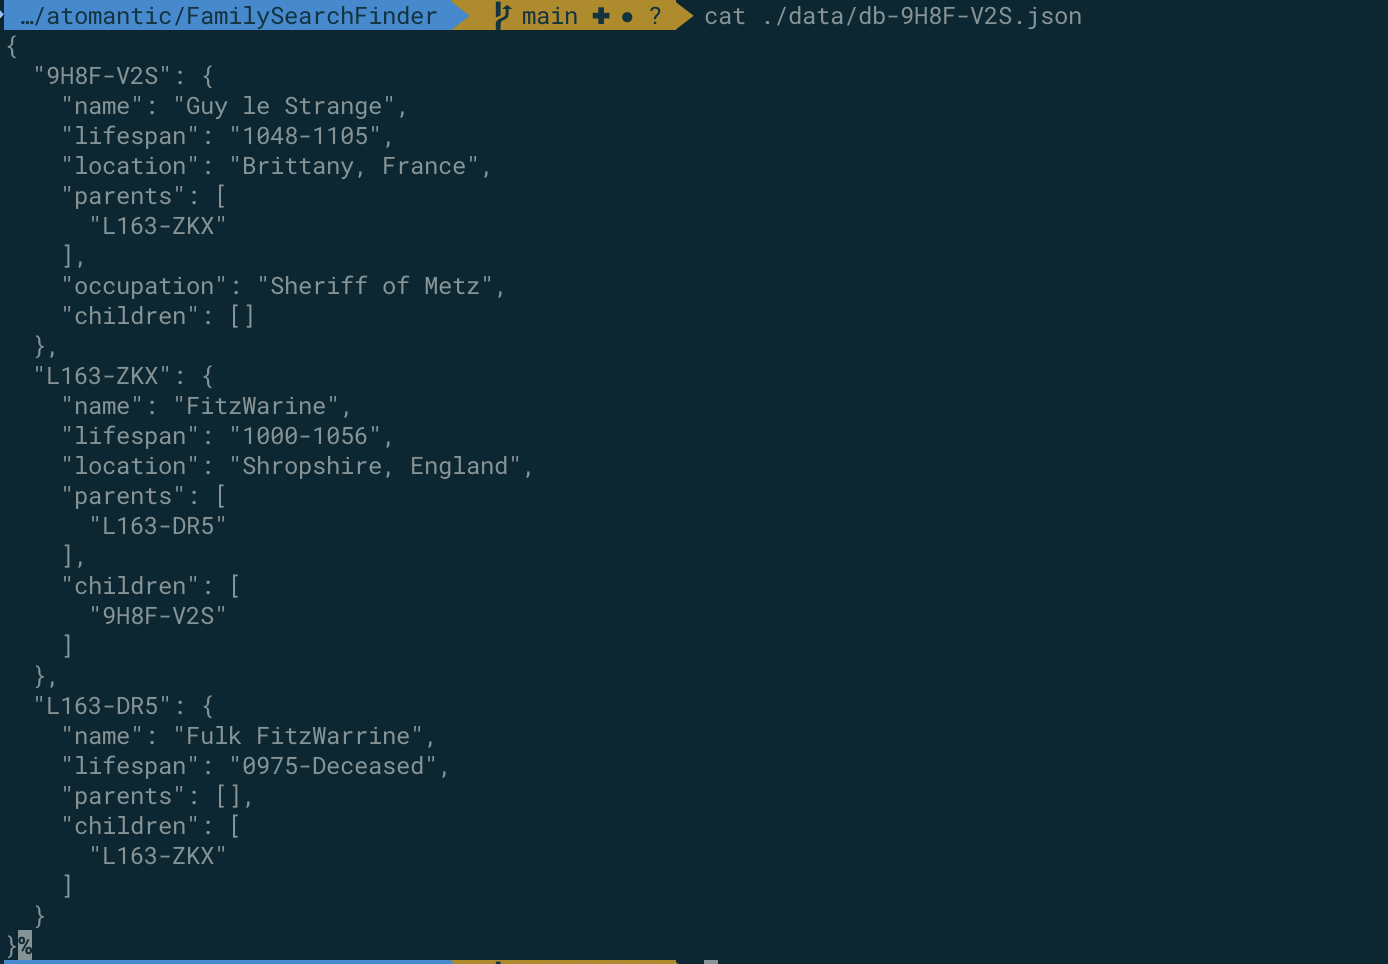 …/atomantic/FamilySearchFinder main ✚ ● ? cat ./data/db-9H8F-V2S.json
{
  "9H8F-V2S": {
    "name": "Guy le Strange",
    "lifespan": "1048-1105",
    "location": "Brittany, France",
    "parents": [
      "L163-ZKX"
    ],
    "occupation": "Sheriff of Metz",
    "children": []
  },
  "L163-ZKX": {
    "name": "FitzWarine",
    "lifespan": "1000-1056",
    "location": "Shropshire, England",
    "parents": [
      "L163-DR5"
    ],
    "children": [
      "9H8F-V2S"
    ]
  },
  "L163-DR5": {
    "name": "Fulk FitzWarrine",
    "lifespan": "0975-Deceased",
    "parents": [],
    "children": [
      "L163-ZKX"
    ]
  }
}%